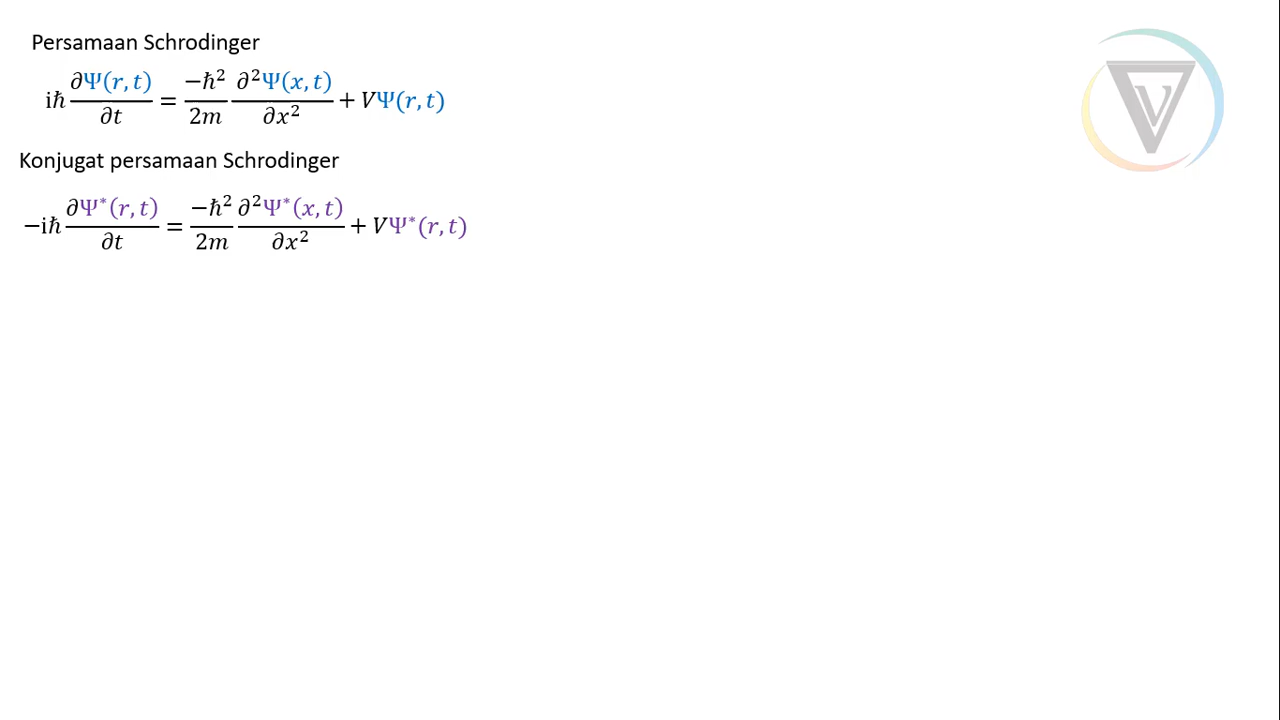 Persamaan Schrodinger
iℏ ∂Ψ(r, t)/∂t = −ℏ²/2m ∂²Ψ(x, t)/∂x² + VΨ(r, t)
Konjugat persamaan Schrodinger
−iℏ ∂Ψ*(r, t)/∂t = −ℏ²/2m ∂²Ψ*(x, t)/∂x² + VΨ*(r, t)